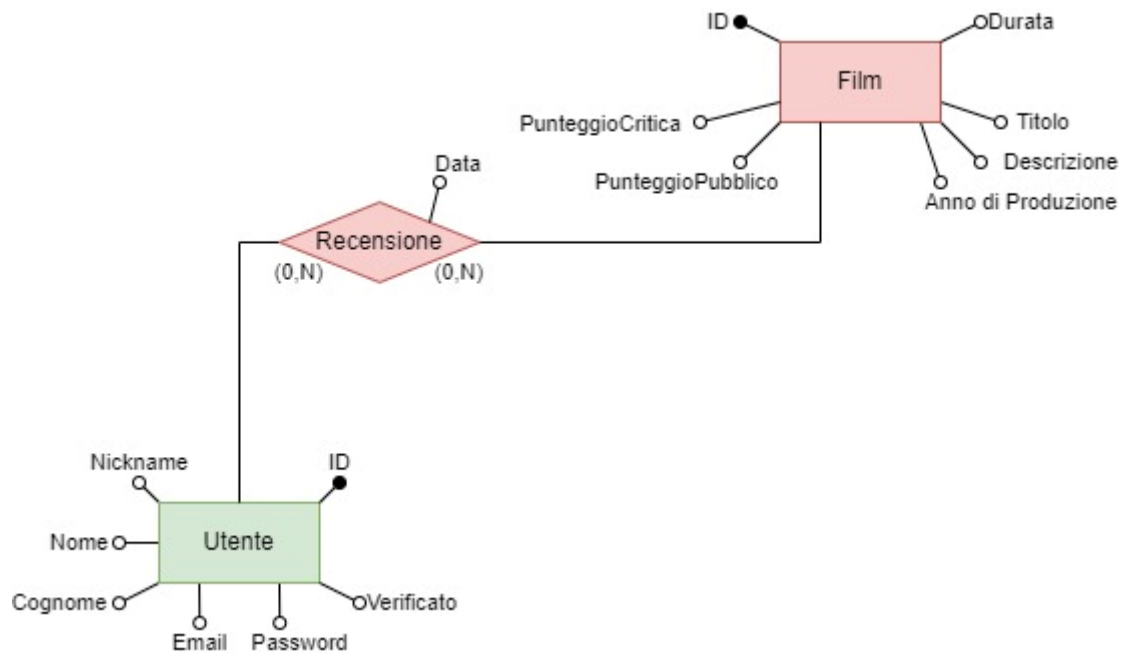 ID
Durata
Film
PunteggioCritica
Titolo
Descrizione
PunteggioPubblico
Anno di Produzione
Data
Recensione
(0,N)
(0,N)
Nickname
ID
Nome
Utente
Cognome
Verificato
Email
Password